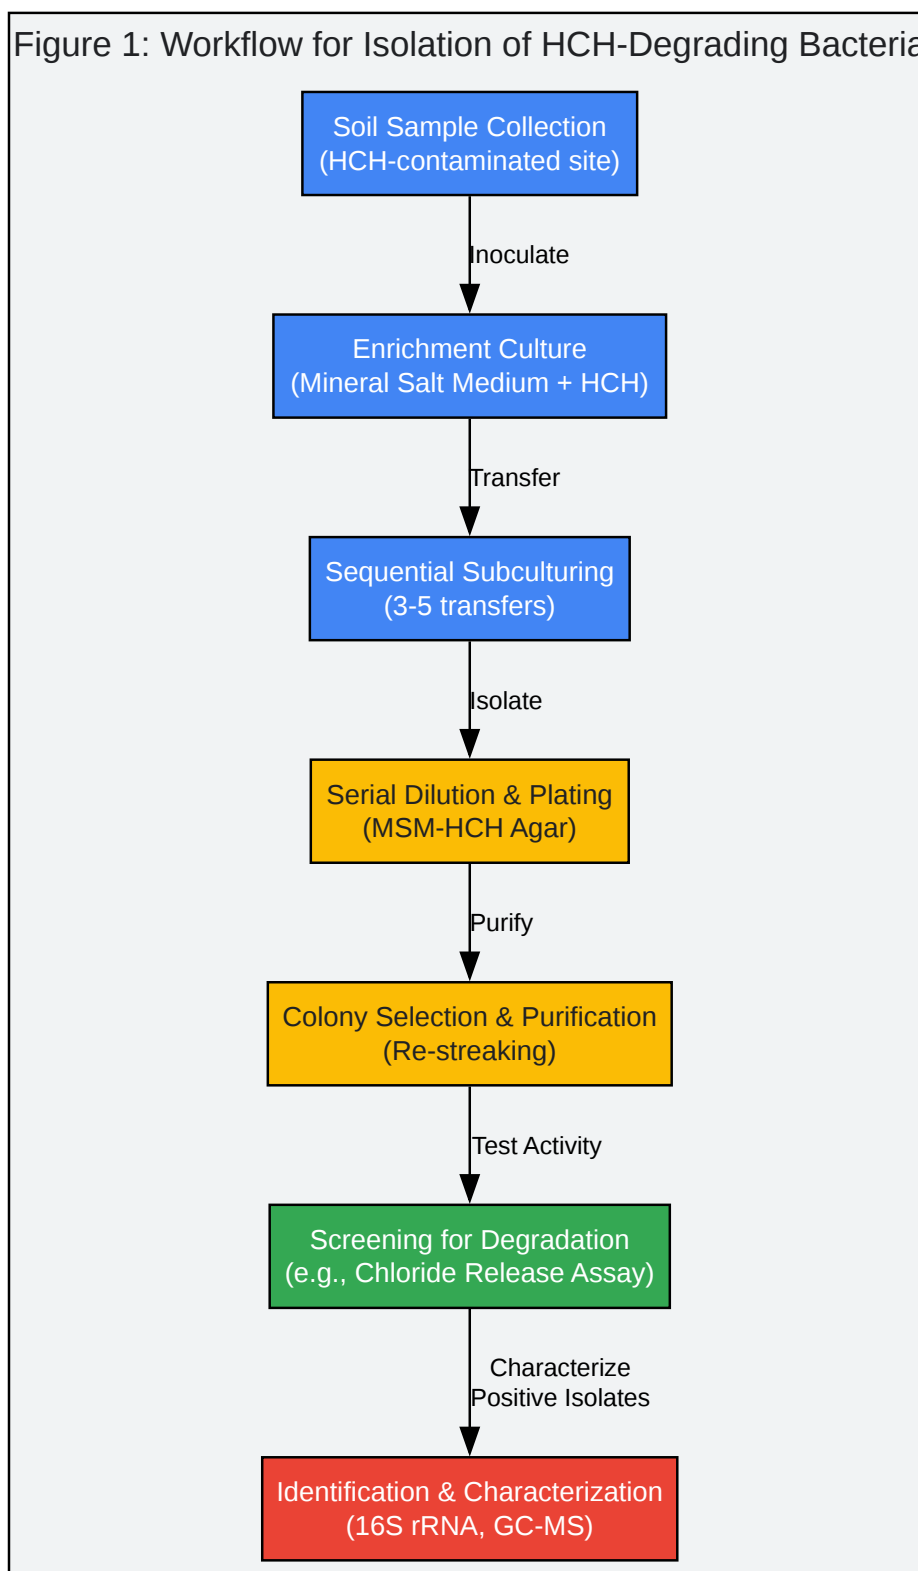 Figure 1: Workflow for Isolation of HCH-Degrading Bacteria
Soil Sample Collection
(HCH-contaminated site)
Inoculate
Enrichment Culture
(Mineral Salt Medium + HCH)
Transfer
Sequential Subculturing
(3-5 transfers)
Isolate
Serial Dilution & Plating
(MSM-HCH Agar)
Purify
Colony Selection & Purification
(Re-streaking)
Test Activity
Screening for Degradation
(e.g., Chloride Release Assay)
Characterize
Positive Isolates
Identification & Characterization
(16S rRNA, GC-MS)